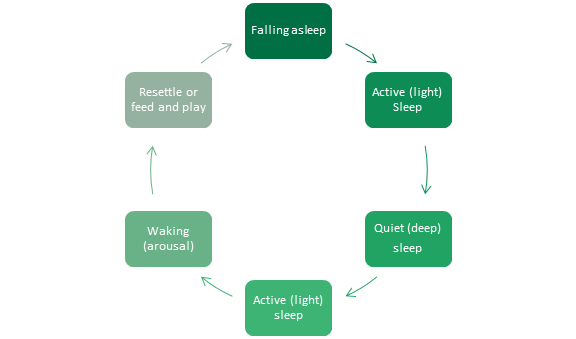 Falling asleep
Active (light)
Sleep
Quiet (deep)
sleep
Active (light)
sleep
Waking
(arousal)
Resettle or
feed and play